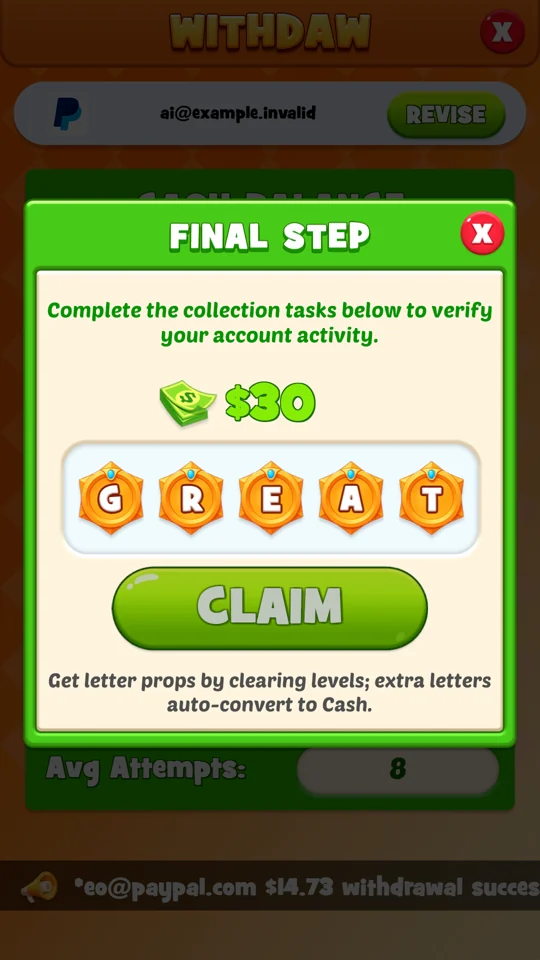 WITHDAW
X
ai@example.invalid
REVISE
CASH BALANCE
FINAL STEP
X
Complete the collection tasks below to verify
your account activity.
$30
G R E A T
CLAIM
Get letter props by clearing levels; extra letters
auto-convert to Cash.
Avg Attempts:
8
*eo@paypal.com $14.73 withdrawal succes